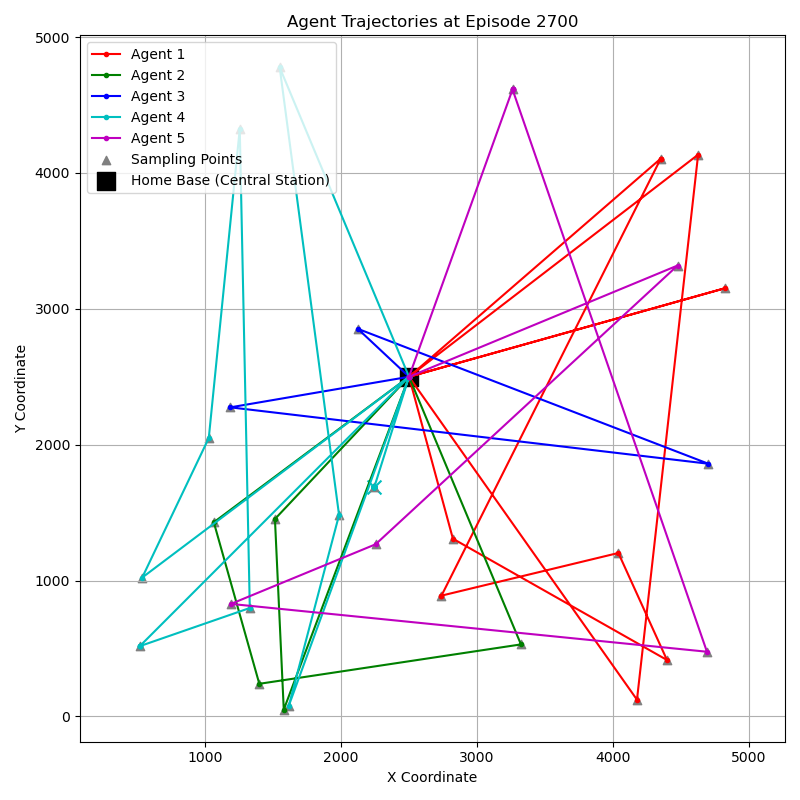 Agent Trajectories at Episode 2700
5000
4000
3000
2000
1000
0
Y Coordinate
Agent 1
Agent 2
Agent 3
Agent 4
Agent 5
Sampling Points
Home Base (Central Station)
1000 2000 3000 4000 5000
X Coordinate